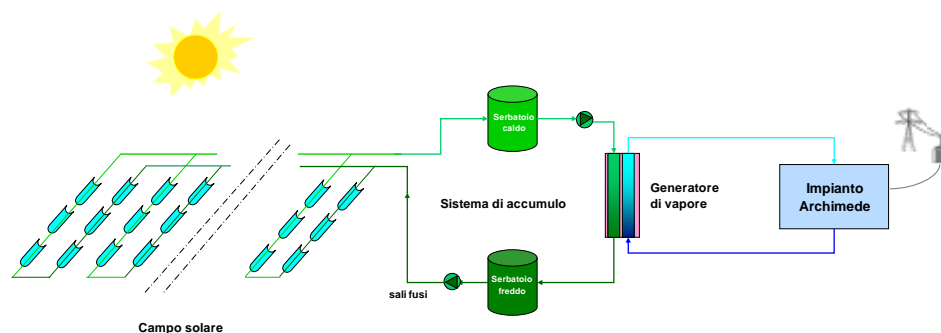 Serbatoio
caldo
Sistema di accumulo
Generatore
di vapore
Impianto
Archimede
Serbatoio
freddo
sali fusi
Campo solare